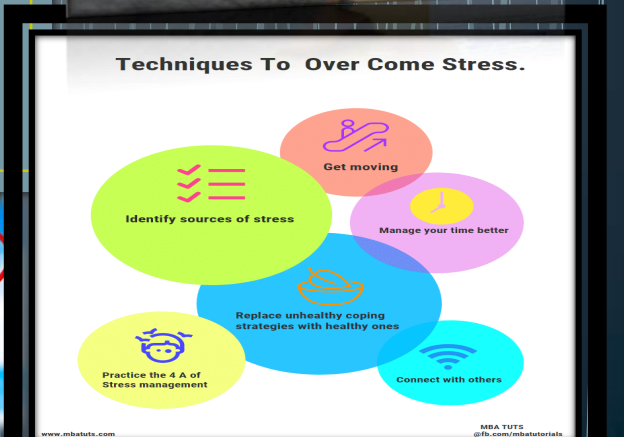 Techniques To Over Come Stress.
Get moving
Identify sources of stress
Manage your time better
Replace unhealthy coping
strategies with healthy ones
Practice the 4 A of
Stress management
Connect with others
www.mbatuts.com
MBA TUTS
@fb.com/mbatutorials